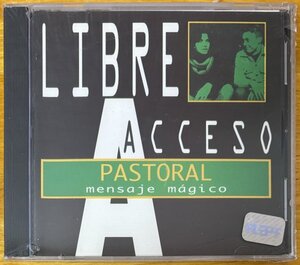 LIBRE
ACCESO
PASTORAL
mensaje mágico